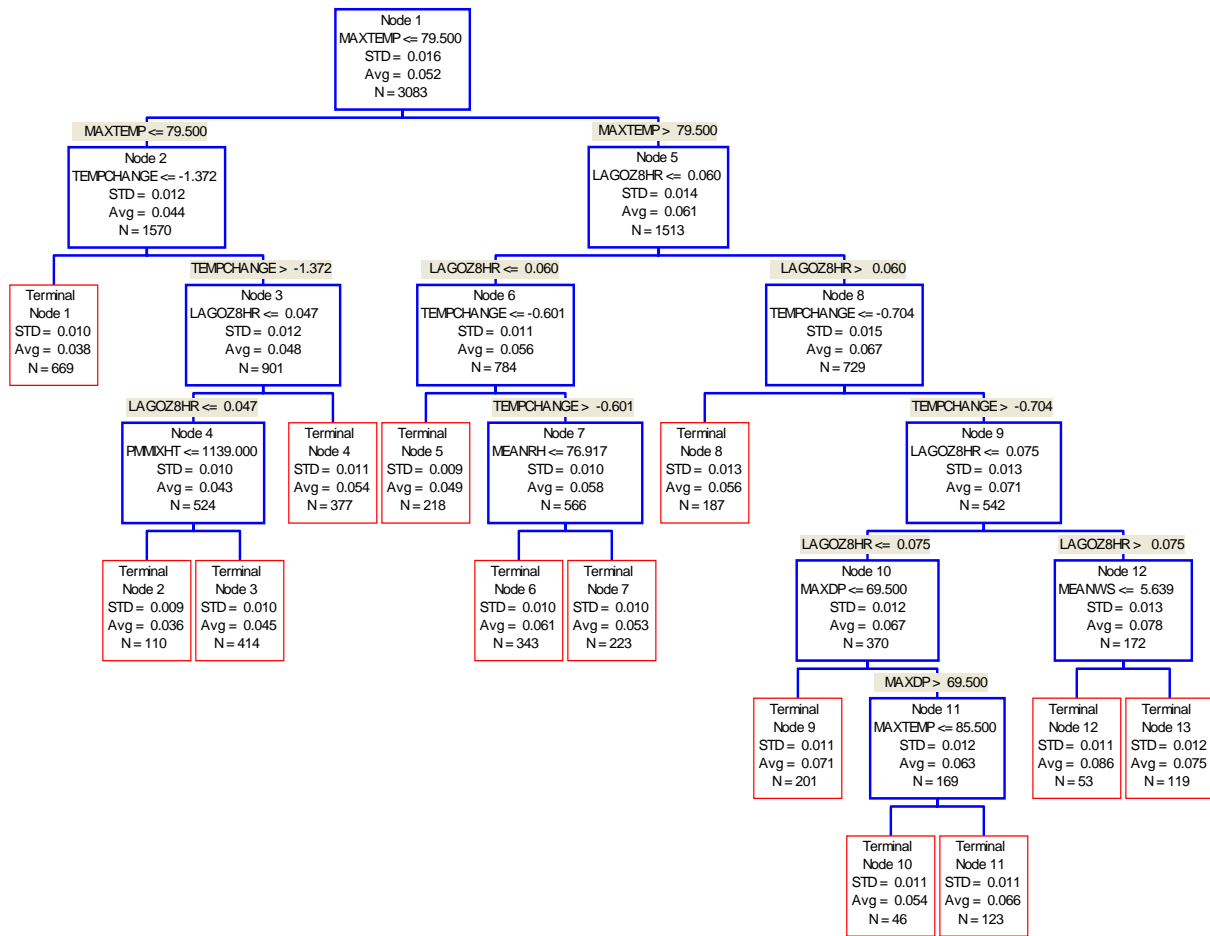 Node 1
MAXTEMP <= 79.500
STD = 0.016
Avg = 0.052
N = 3083
MAXTEMP <= 79.500
MAXTEMP > 79.500
Node 2
TEMPCHANGE <= -1.372
STD = 0.012
Avg = 0.044
N = 1570
Node 5
LAGOZ8HR <= 0.060
STD = 0.014
Avg = 0.061
N = 1513
TEMPCHANGE > -1.372
LAGOZ8HR <= 0.060
LAGOZ8HR > 0.060
Terminal
Node 1
STD = 0.010
Avg = 0.038
N = 669
Node 3
LAGOZ8HR <= 0.047
STD = 0.012
Avg = 0.048
N = 901
Node 6
TEMPCHANGE <= -0.601
STD = 0.011
Avg = 0.056
N = 784
Node 8
TEMPCHANGE <= -0.704
STD = 0.015
Avg = 0.067
N = 729
LAGOZ8HR <= 0.047
TEMPCHANGE > -0.601
TEMPCHANGE > -0.704
Node 4
PMMIXHT <= 1139.000
STD = 0.010
Avg = 0.043
N = 524
Terminal
Node 4
STD = 0.011
Avg = 0.054
N = 377
Terminal
Node 5
STD = 0.009
Avg = 0.049
N = 218
Node 7
MEANRH <= 76.917
STD = 0.010
Avg = 0.058
N = 566
Terminal
Node 8
STD = 0.013
Avg = 0.056
N = 187
Node 9
LAGOZ8HR <= 0.075
STD = 0.013
Avg = 0.071
N = 542
LAGOZ8HR <= 0.075
LAGOZ8HR > 0.075
Terminal
Node 2
STD = 0.009
Avg = 0.036
N = 110
Terminal
Node 3
STD = 0.010
Avg = 0.045
N = 414
Terminal
Node 6
STD = 0.010
Avg = 0.061
N = 343
Terminal
Node 7
STD = 0.010
Avg = 0.053
N = 223
Node 10
MAXDP <= 69.500
STD = 0.012
Avg = 0.067
N = 370
Node 12
MEANWS <= 5.639
STD = 0.013
Avg = 0.078
N = 172
MAXDP > 69.500
Terminal
Node 9
STD = 0.011
Avg = 0.071
N = 201
Node 11
MAXTEMP <= 85.500
STD = 0.012
Avg = 0.063
N = 169
Terminal
Node 12
STD = 0.011
Avg = 0.086
N = 53
Terminal
Node 13
STD = 0.012
Avg = 0.075
N = 119
Terminal
Node 10
STD = 0.011
Avg = 0.054
N = 46
Terminal
Node 11
STD = 0.011
Avg = 0.066
N = 123